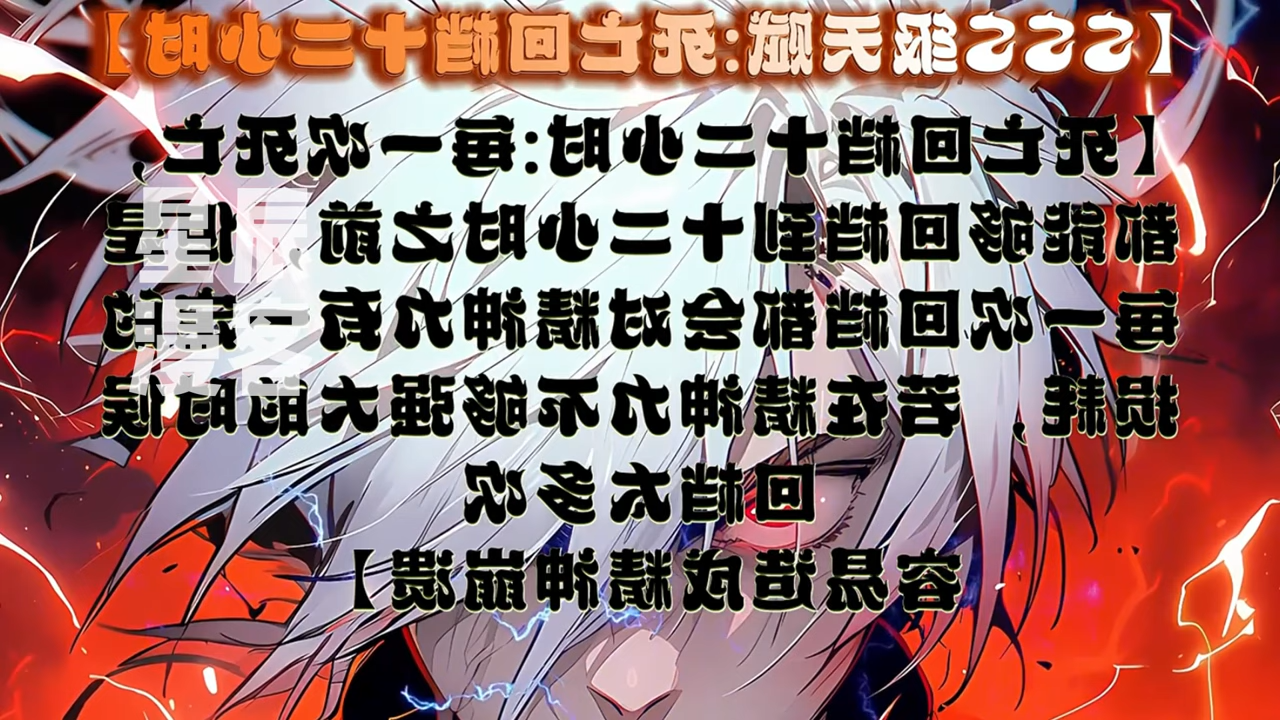 【SSS级天赋:死亡回档十二小时】
【死亡回档十二小时:每一次死亡,
都能够回档到十二小时之前,但是
每一次回档都会对精神力有一定的
损耗,若在精神力不够强大的时候
回档太多次
容易造成精神崩溃】
星辰
博客